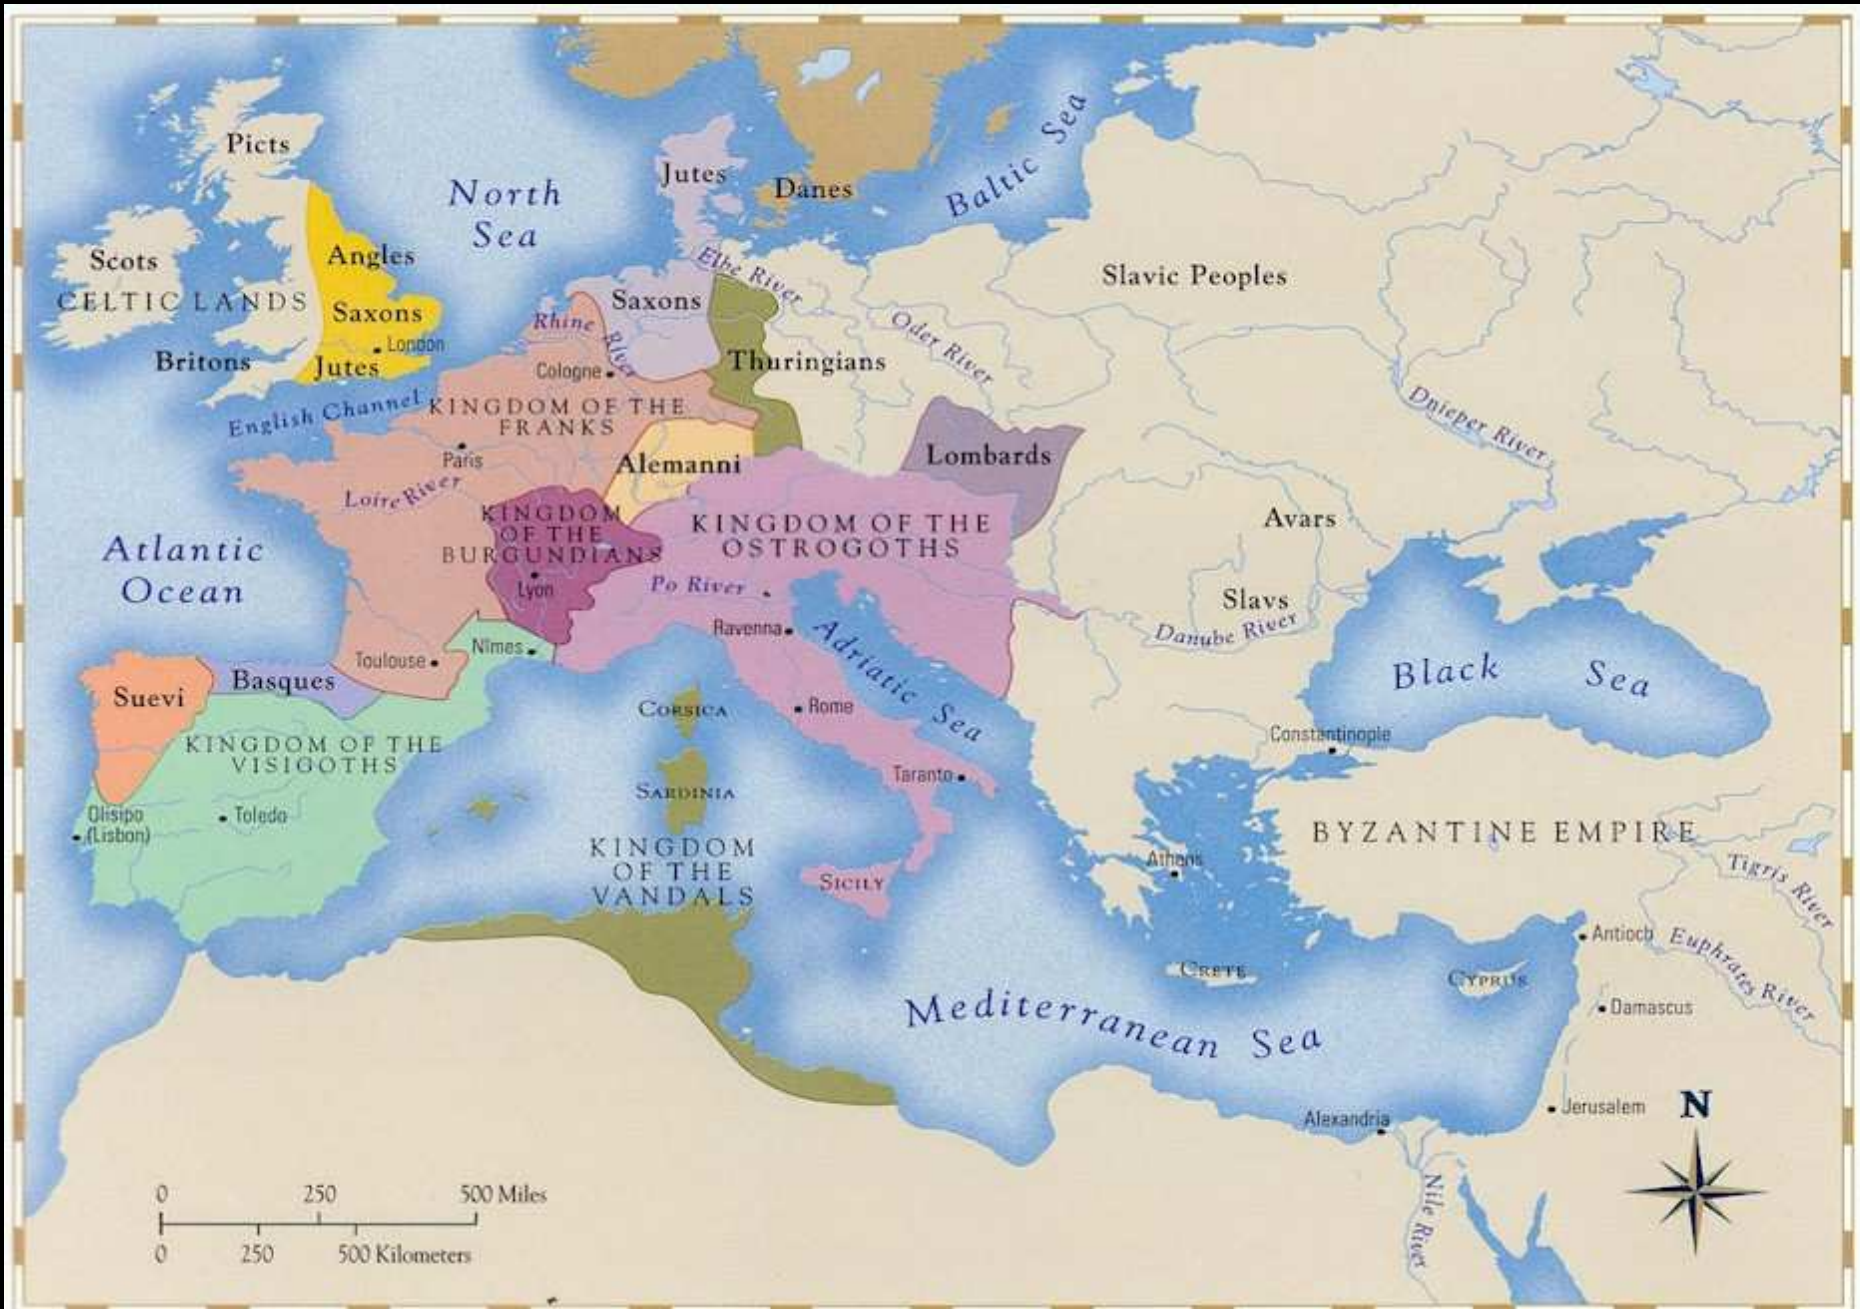 Picts
North
Sea
Jutes
Danes
Baltic Sea
Scots
CELTIC LANDS
Britons
Angles
Saxons
London
Jutes
English Channel
Elbe River
Saxons
Rhine River
Cologne
Thuringians
Oder River
Slavic Peoples
Dnieper River
KINGDOM OF THE
FRANKS
Paris
Loire River
Alemanni
Lombards
Atlantic
Ocean
KINGDOM
OF THE
BURGUNDIANS
Lyon
KINGDOM OF THE
OSTROGOTHS
Po River
Ravenna
Adriatic Sea
Avars
Slavs
Danube River
Black Sea
Toulouse
Nîmes
Suevi
Basques
KINGDOM OF THE
VISIGOTHS
Olisipo
(Lisbon)
Toledo
CORSICA
SARDINIA
Rome
Taranto
KINGDOM
OF THE
VANDALS
SICILY
Constantinople
BYZANTINE EMPIRE
Athens
Tigris River
Euphrates River
Antioch
CRETE
CYPRUS
Damascus
Mediterranean Sea
Alexandria
Jerusalem
Nile River
N
0 250 500 Miles
0 250 500 Kilometers